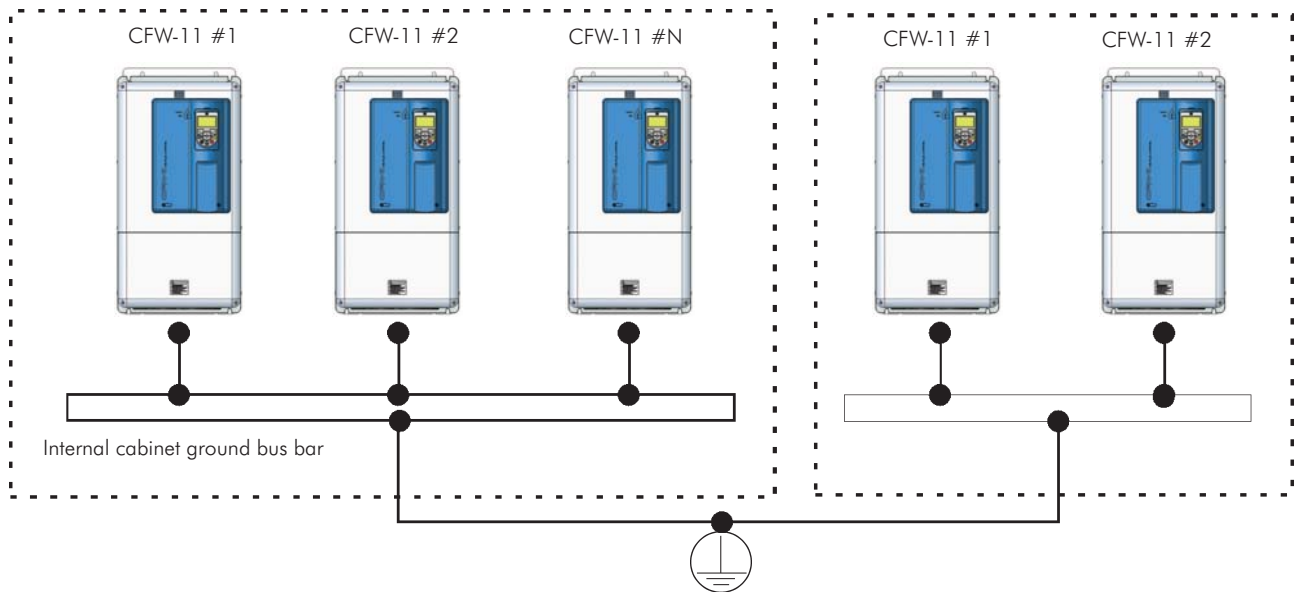 CFW-11 #1
CFW-11 #2
CFW-11 #N
CFW-11 #1
CFW-11 #2
Internal cabinet ground bus bar